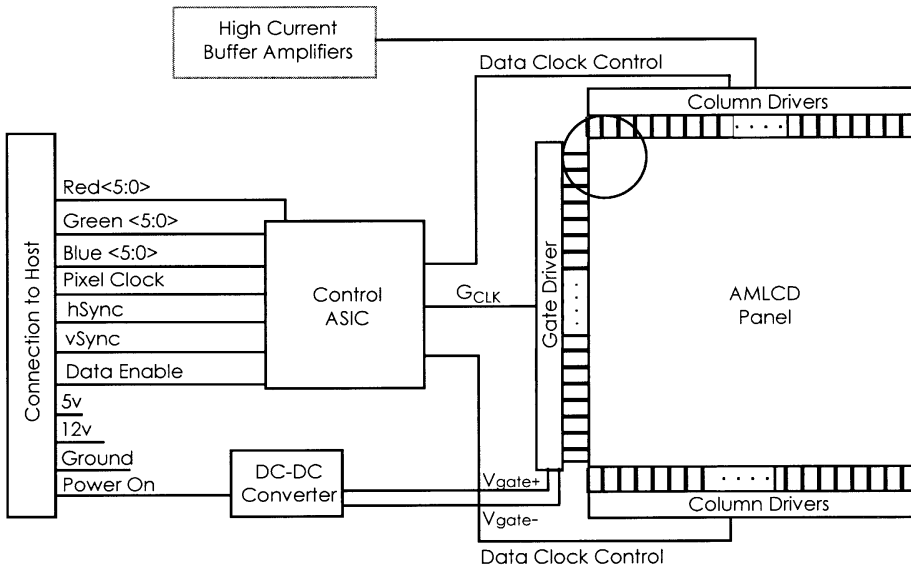 High Current
Buffer Amplifiers
Data Clock Control
Column Drivers
Connection to Host
Red<5:0>
Green <5:0>
Blue <5:0>
Pixel Clock
hSync
vSync
Data Enable
5v
12v
Ground
Power On
Control
ASIC
GCLK
Gate Driver
AMLCD
Panel
DC-DC
Converter
Vgate+
Vgate-
Column Drivers
Data Clock Control